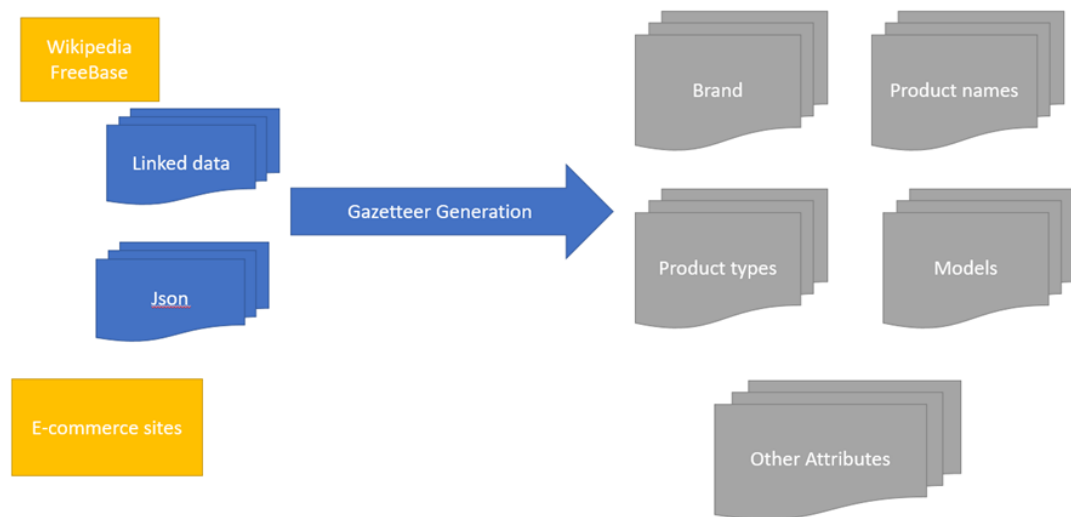 Wikipedia
FreeBase
Linked data
Json
E-commerce sites
Gazetteer Generation
Brand
Product names
Product types
Models
Other Attributes